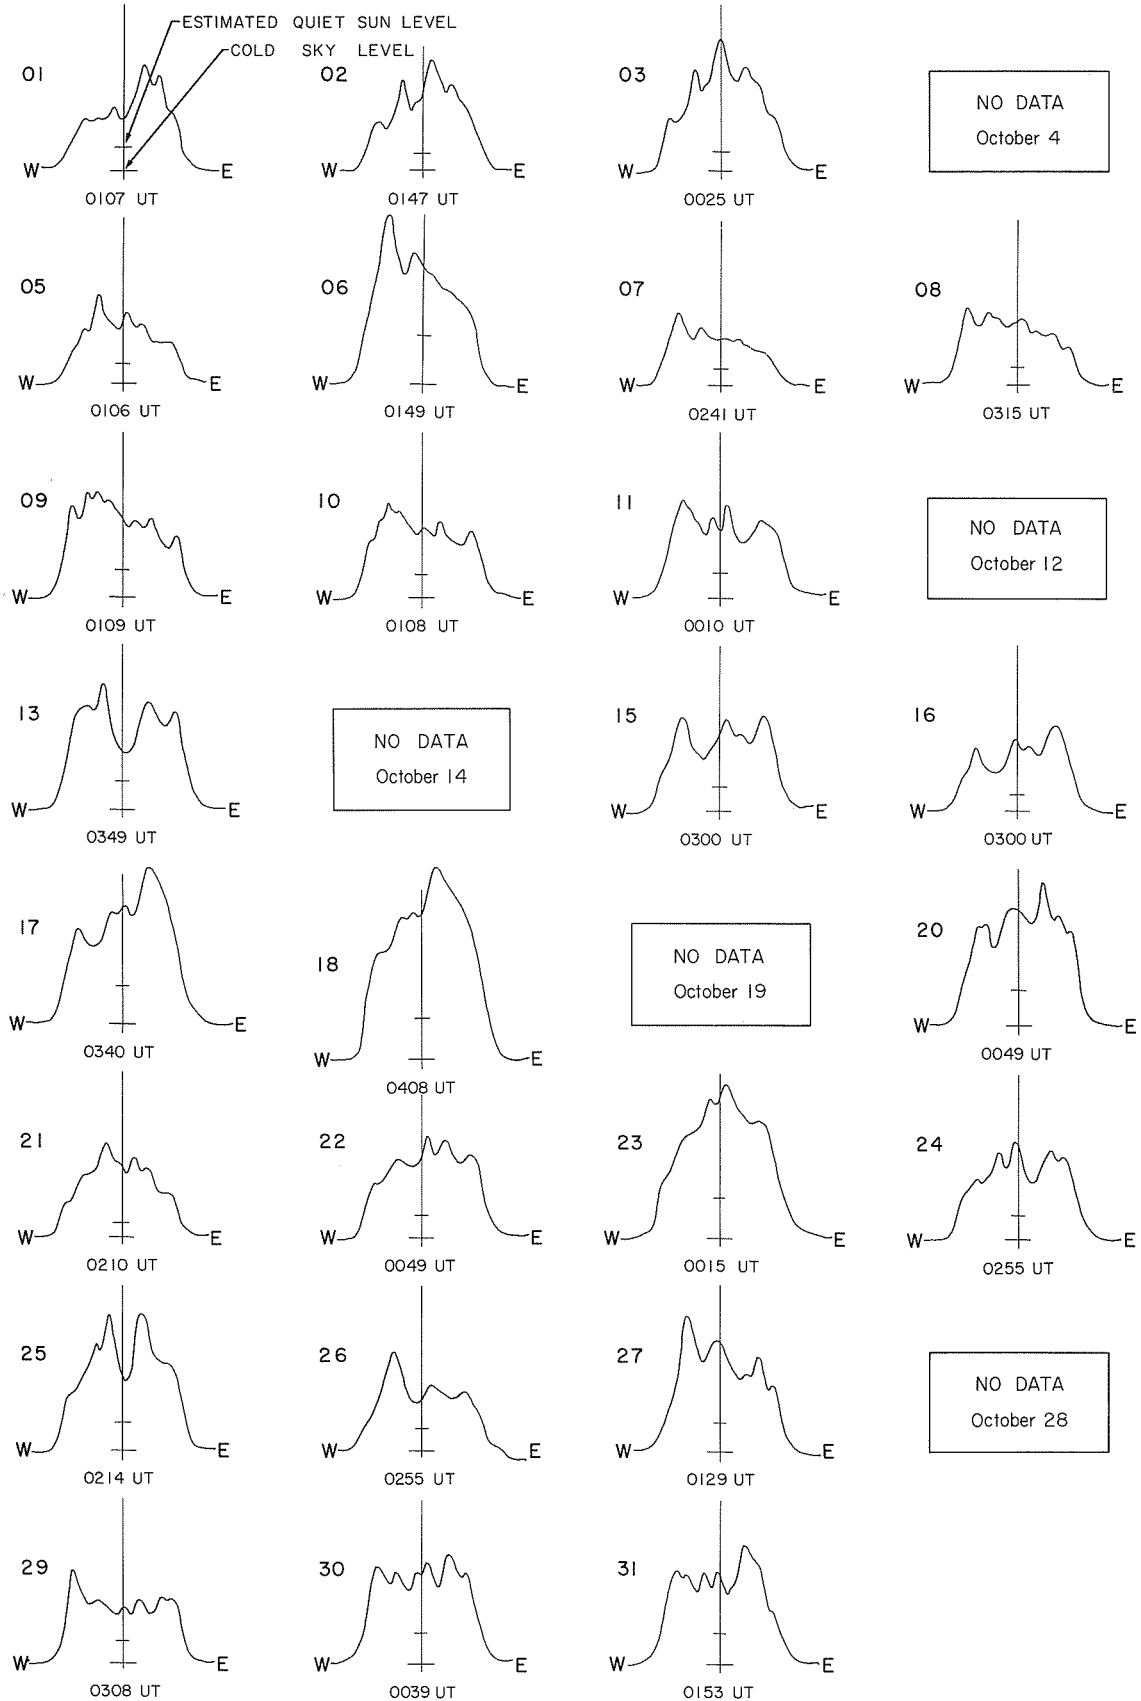 ESTIMATED QUIET SUN LEVEL
COLD SKY LEVEL
01
W E
0107 UT
02
W E
0147 UT
03
W E
0025 UT
NO DATA
October 4
05
W E
0106 UT
06
W E
0149 UT
07
W E
0241 UT
08
W E
0315 UT
09
W E
0109 UT
10
W E
0108 UT
11
W E
0010 UT
NO DATA
October 12
13
W E
0349 UT
NO DATA
October 14
15
W E
0300 UT
16
W E
0300 UT
17
W E
0340 UT
18
W E
0408 UT
NO DATA
October 19
20
W E
0049 UT
21
W E
0210 UT
22
W E
0049 UT
23
W E
0015 UT
24
W E
0255 UT
25
W E
0214 UT
26
W E
0255 UT
27
W E
0129 UT
NO DATA
October 28
29
W E
0308 UT
30
W E
0039 UT
31
W E
0153 UT